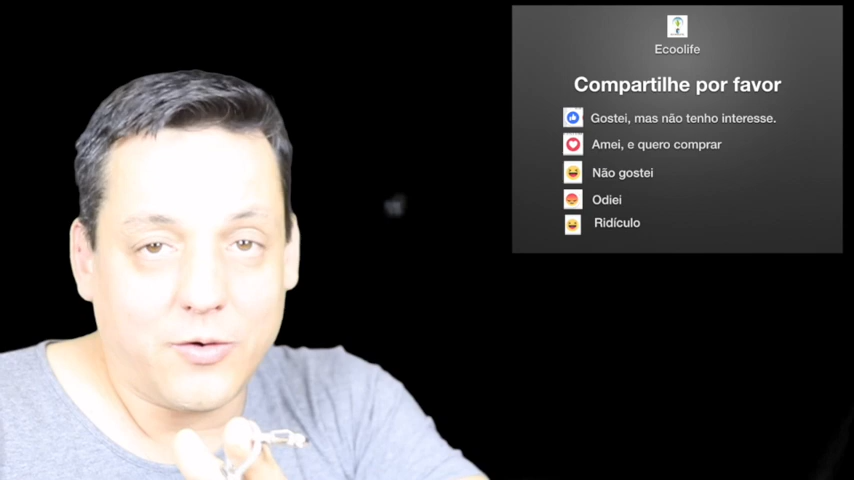 Ecoolife
Compartilhe por favor
Gostei, mas não tenho interesse.
Amei, e quero comprar
Não gostei
Odiei
Ridículo